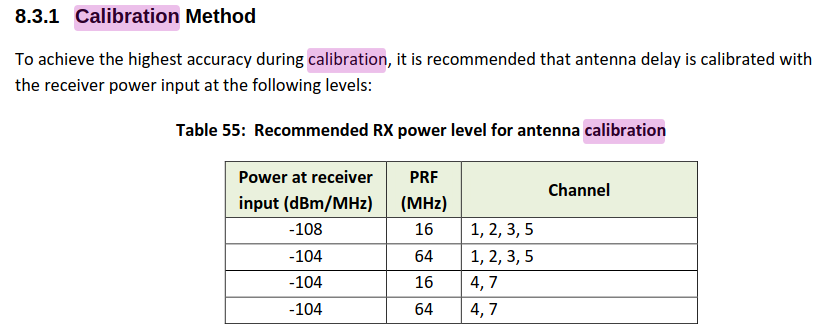 8.3.1 Calibration Method
To achieve the highest accuracy during calibration, it is recommended that antenna delay is calibrated with
the receiver power input at the following levels:
Table 55: Recommended RX power level for antenna calibration
Power at receiver input (dBm/MHz) PRF (MHz) Channel
-108 16 1, 2, 3, 5
-104 64 1, 2, 3, 5
-104 16 4, 7
-104 64 4, 7